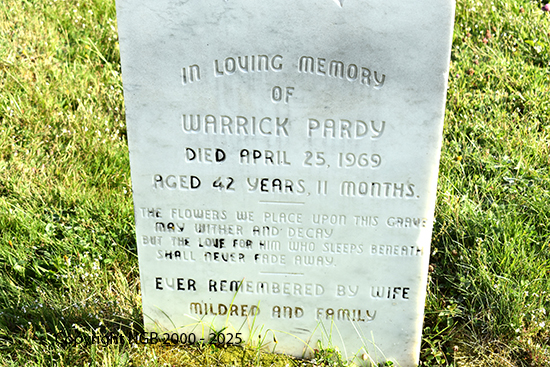 IN LOVING MEMORY
OF
WARRICK PARDY
DIED APRIL 25, 1969
AGED 42 YEARS, 11 MONTHS.
THE FLOWERS WE PLACE UPON THIS GRAVE
MAY WITHER AND DECAY
BUT THE LOVE FOR HIM WHO SLEEPS BENEATH
SHALL NEVER FADE AWAY.
EVER REMEMBERED BY WIFE
MILDRED AND FAMILY
Copyright NGB 2000 - 2025